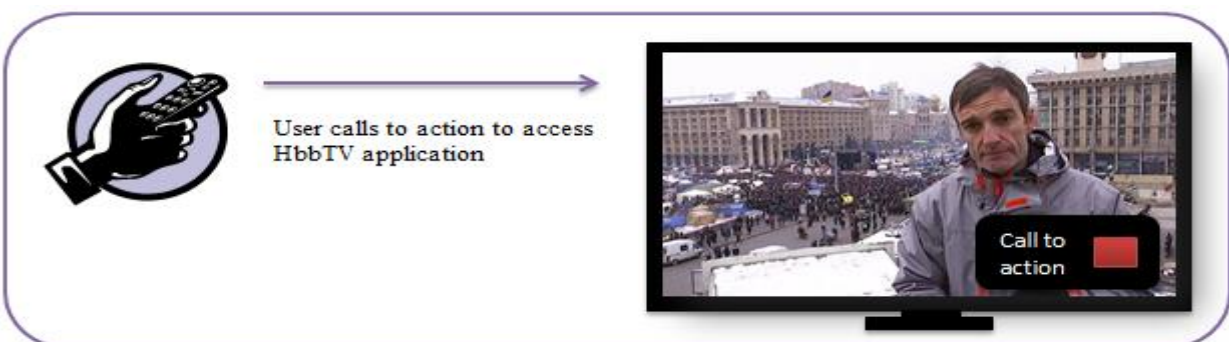 User calls to action to access
HbbTV application
Call to
action